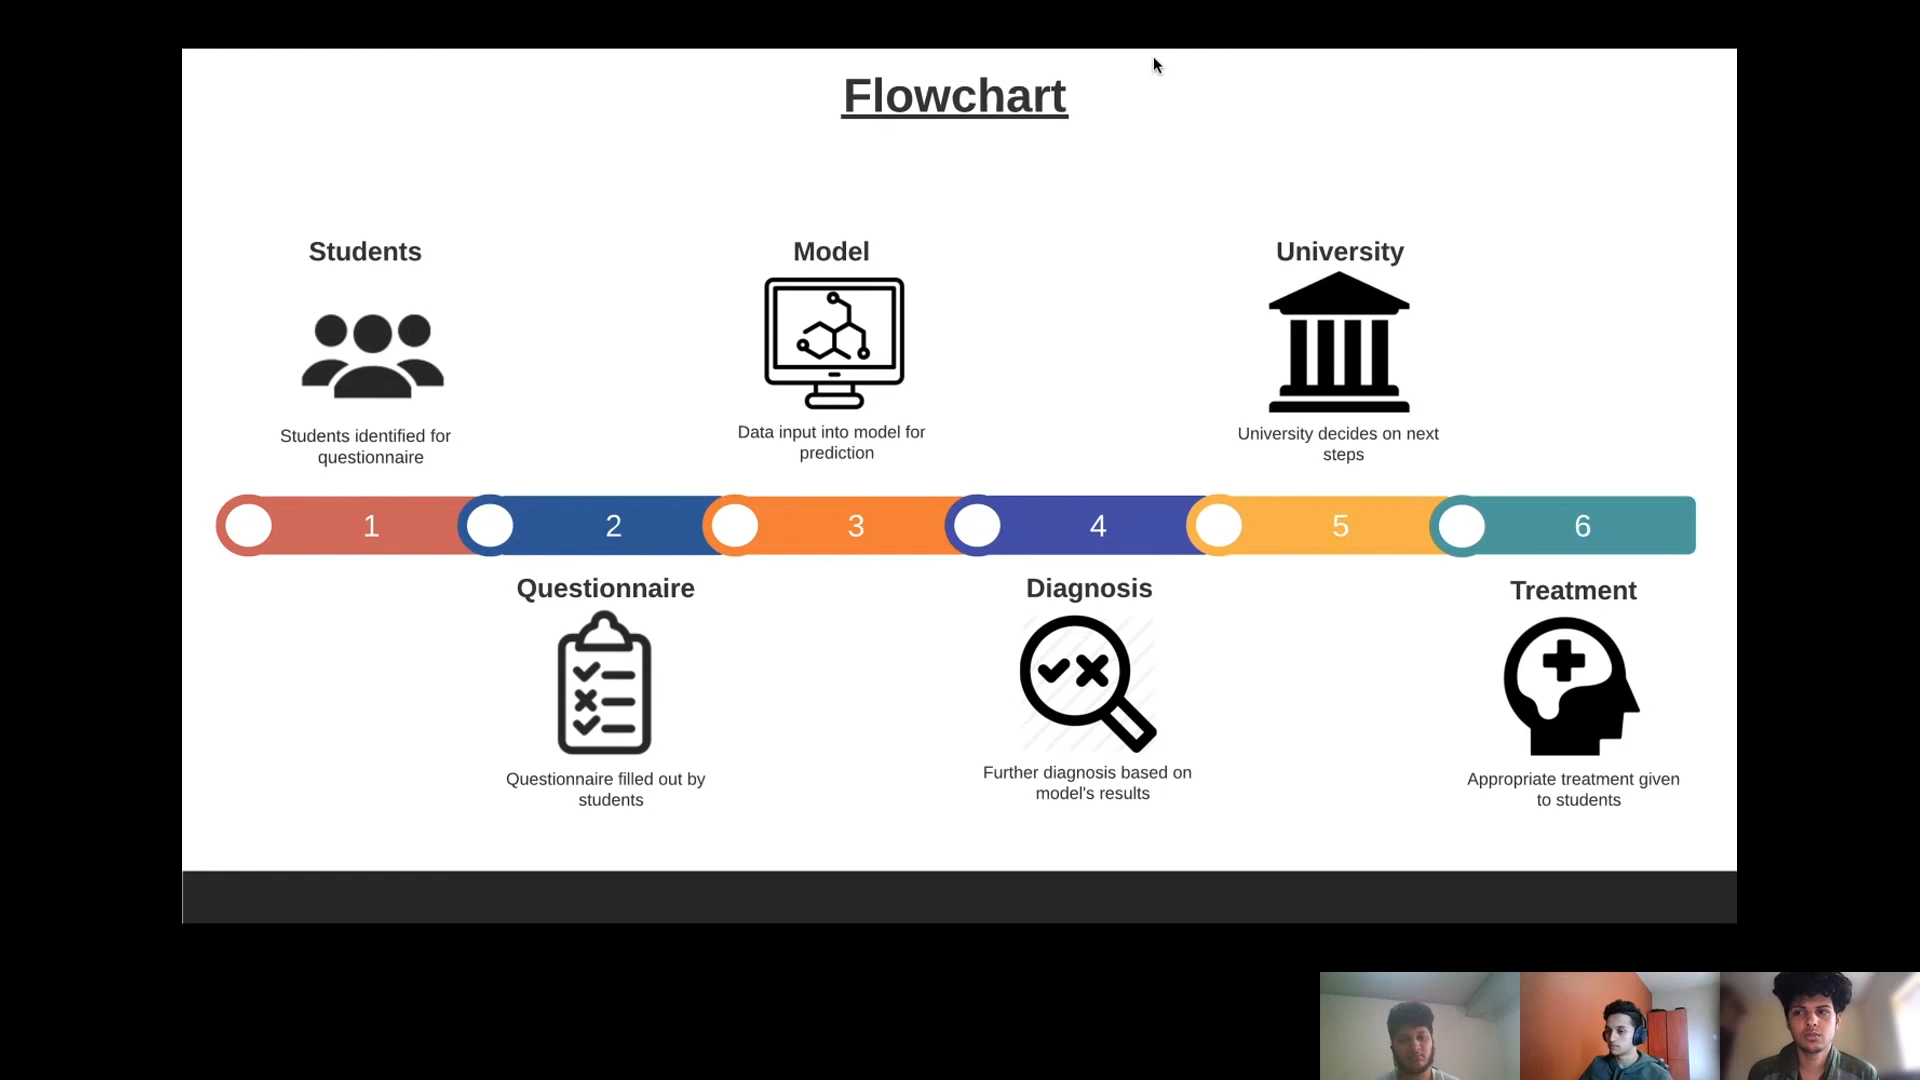 Flowchart
Students
Model
University
Students identified for
questionnaire
Data input into model for
prediction
University decides on next
steps
1
2
3
4
5
6
Questionnaire
Diagnosis
Treatment
Questionnaire filled out by
students
Further diagnosis based on
model's results
Appropriate treatment given
to students